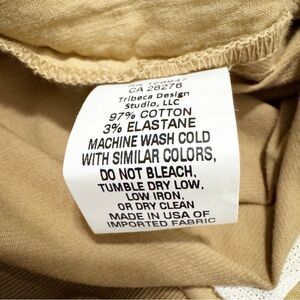 CA 26276
Tribeca Design
Studio, LLC
97% COTTON
3% ELASTANE
MACHINE WASH COLD
WITH SIMILAR COLORS,
DO NOT BLEACH,
TUMBLE DRY LOW,
LOW IRON,
OR DRY CLEAN
MADE IN USA OF
IMPORTED FABRIC